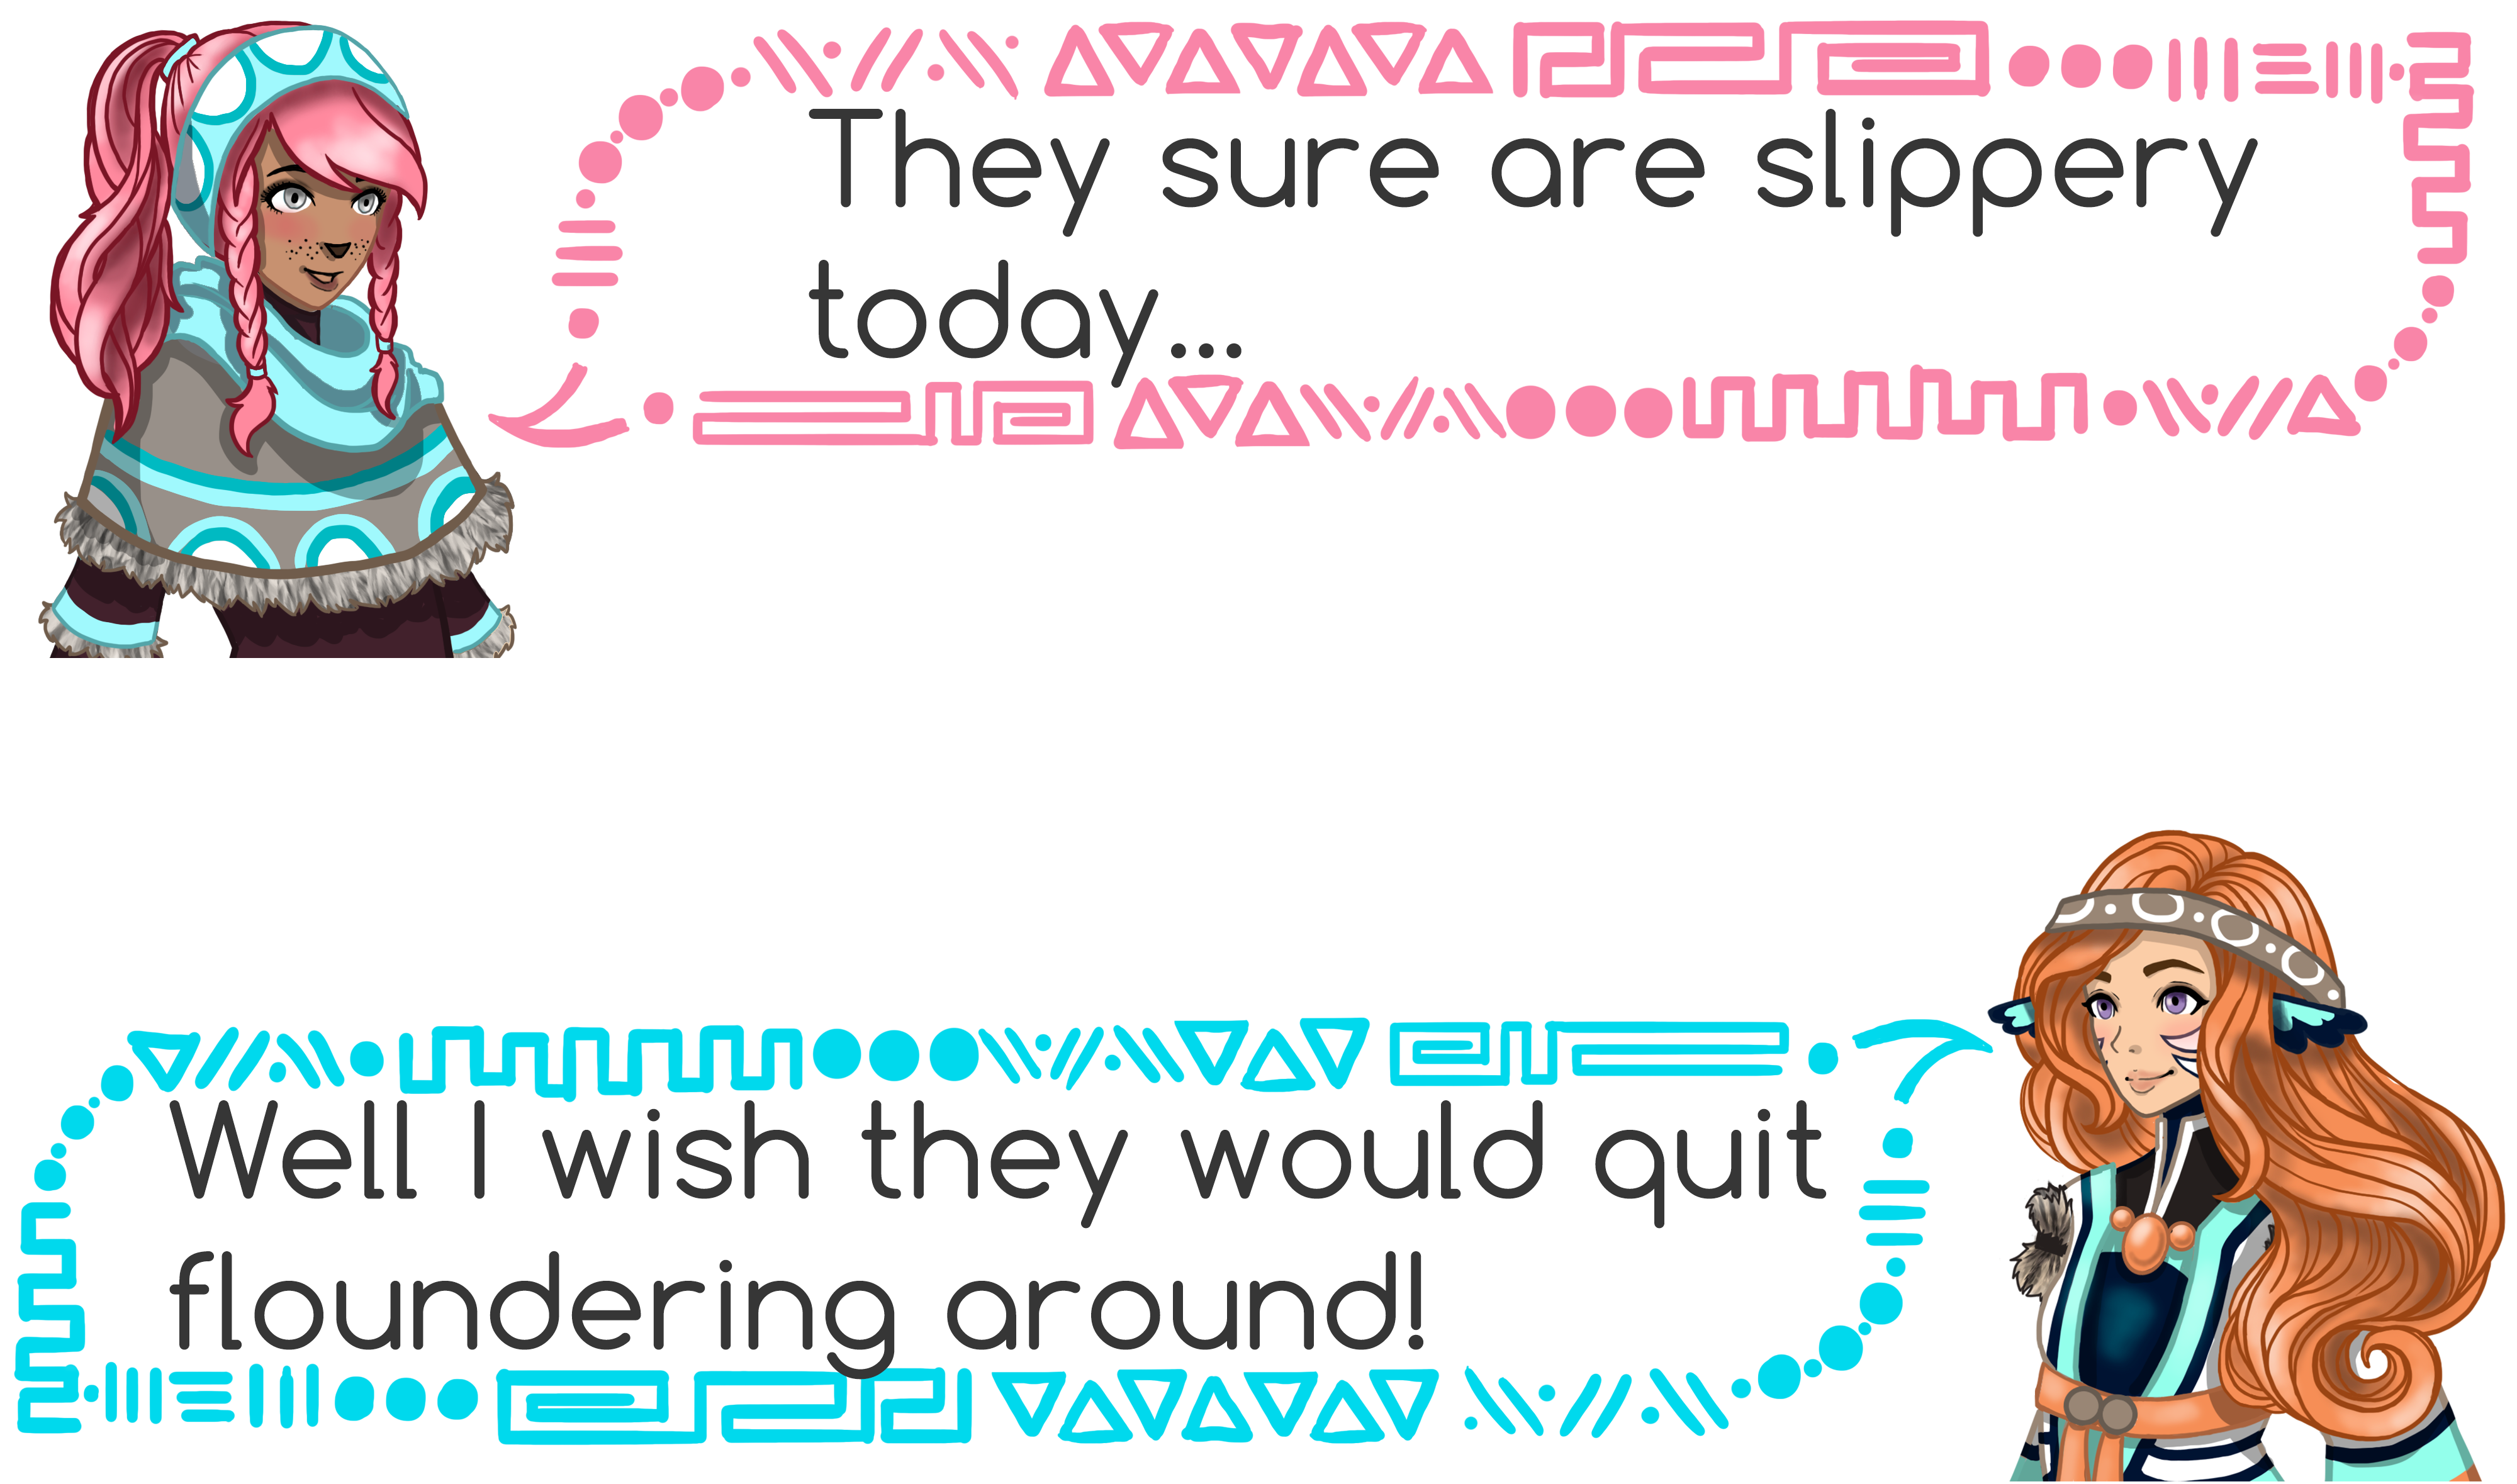 They sure are slippery
today...
Well I wish they would quit
floundering around!